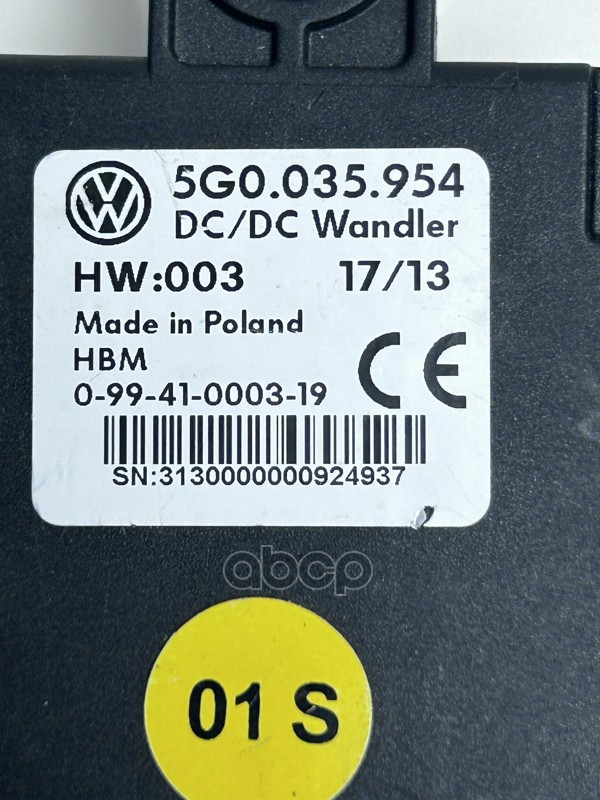 5G0.035.954
DC/DC Wandler
HW:003 17/13
Made in Poland
HBM
0-99-41-0003-19
CE
SN:3130000000924937
abcp
01 S